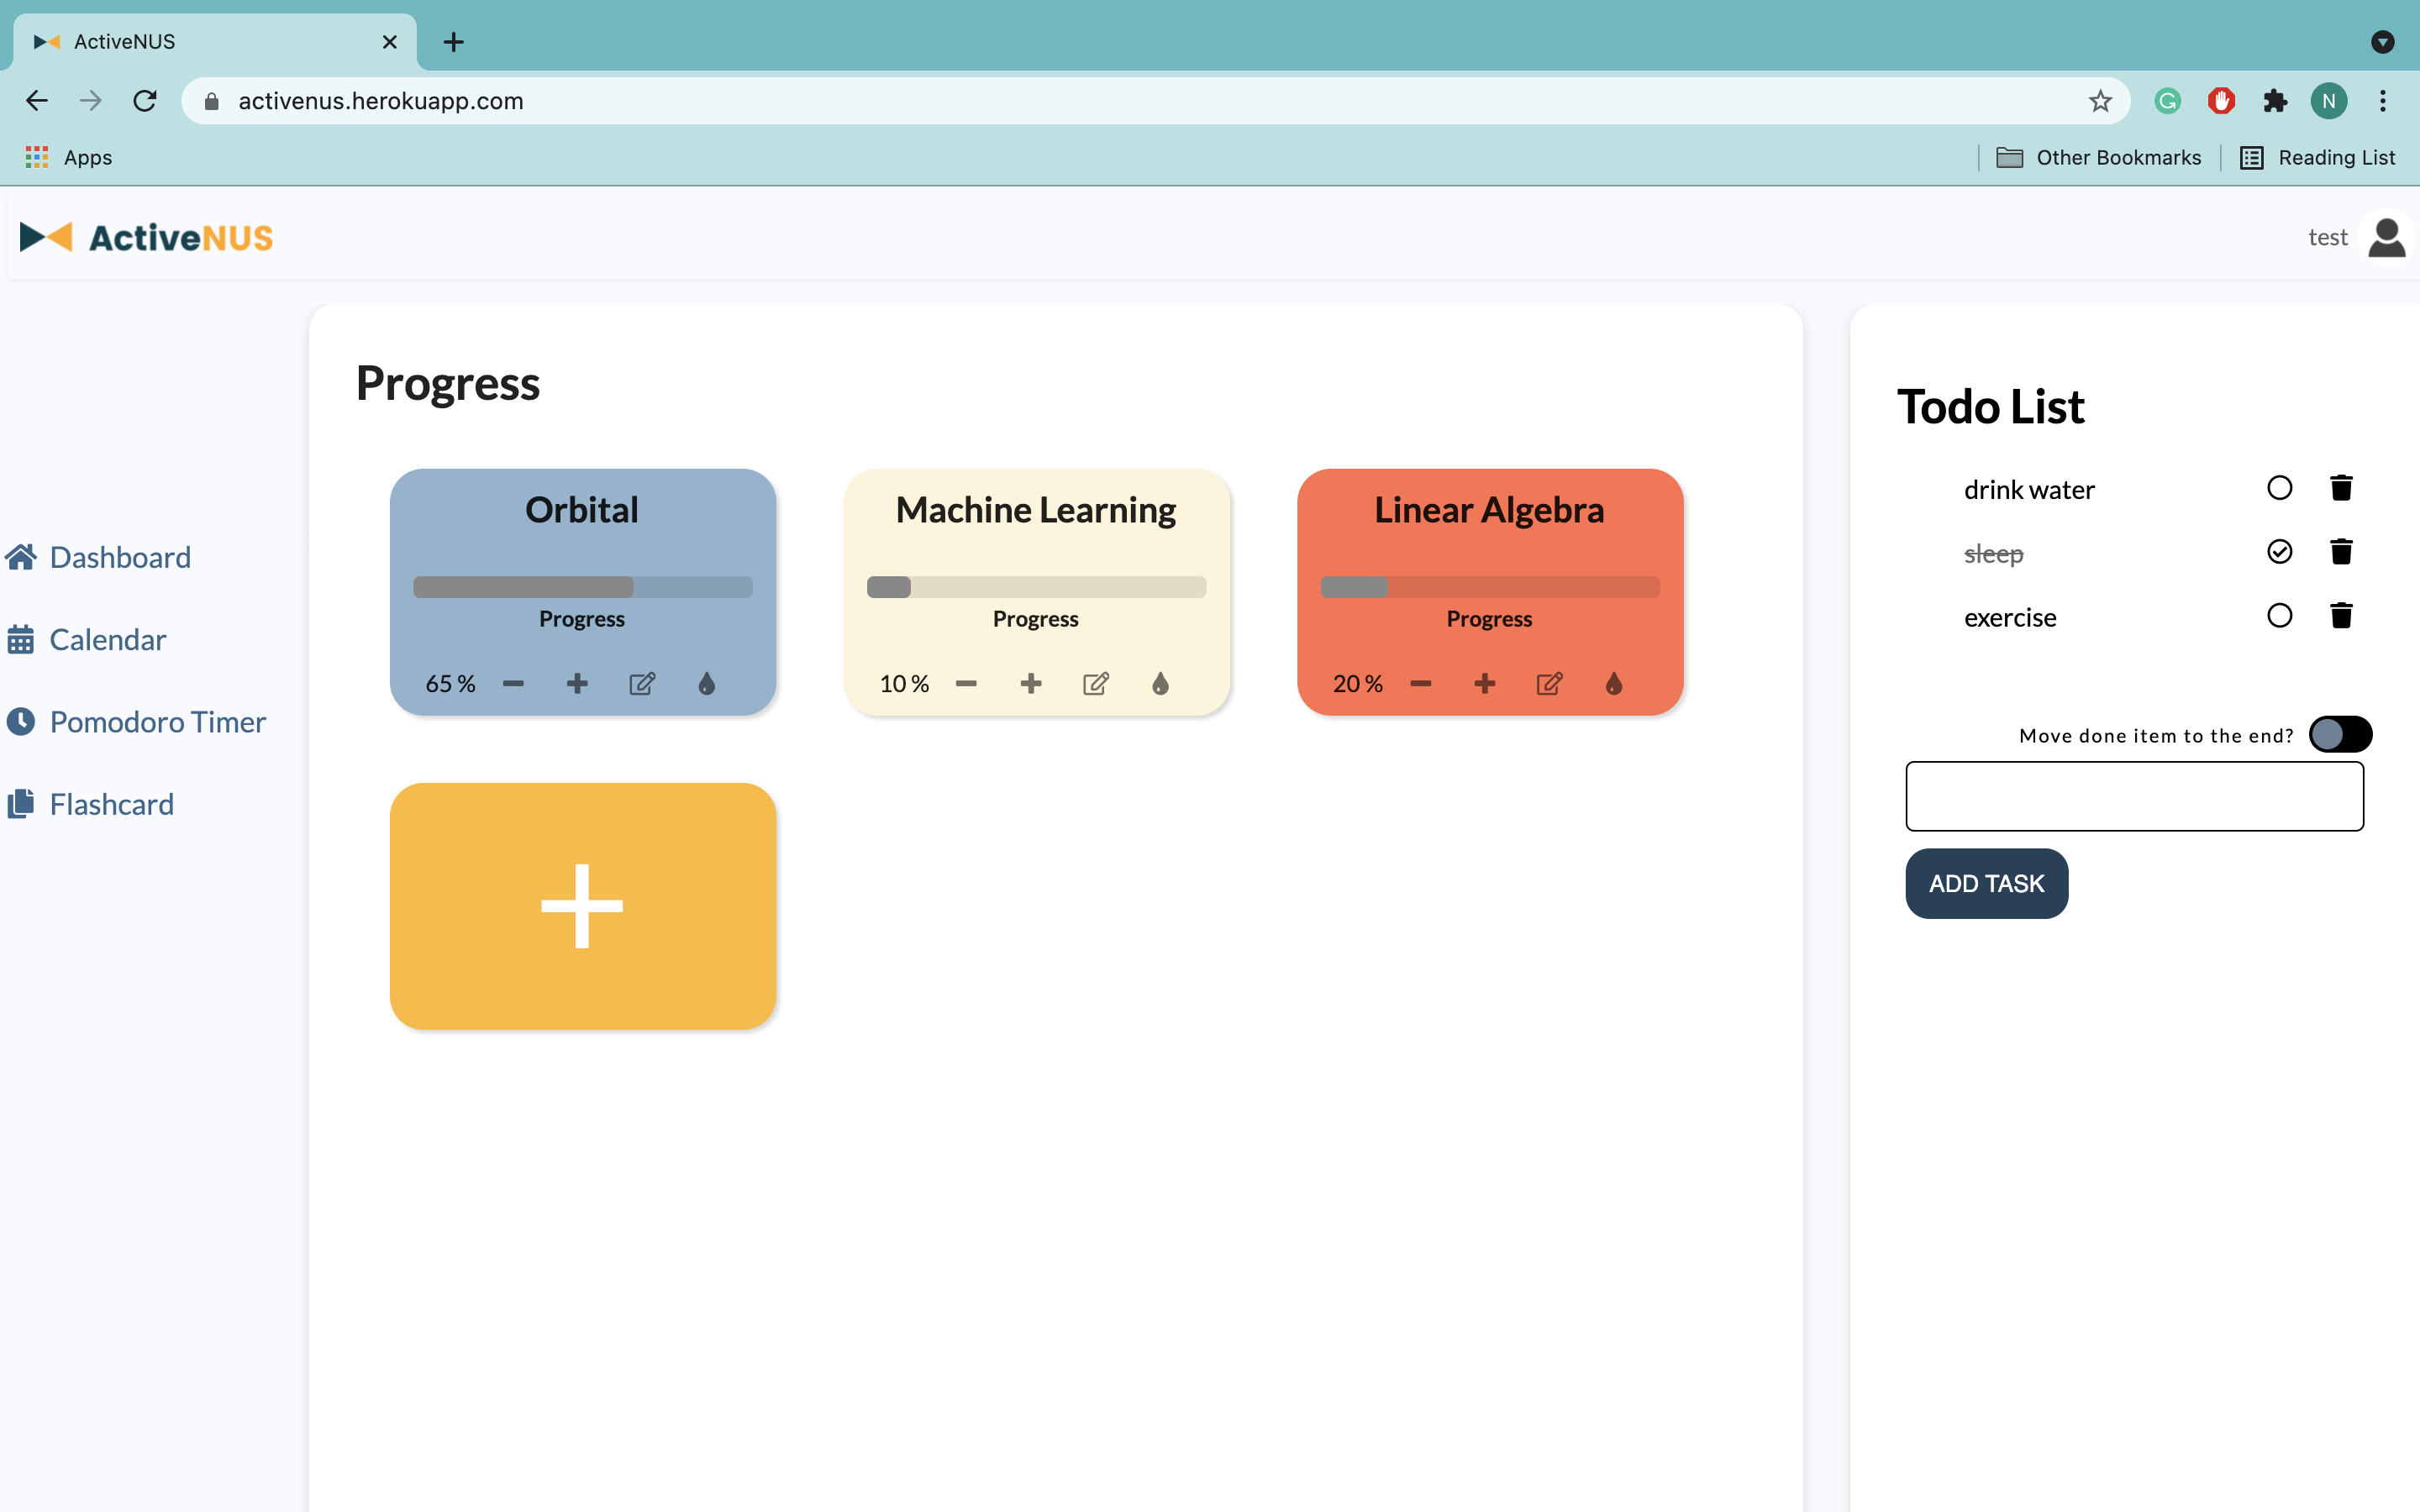 ActiveNUS
activenus.herokuapp.com
N
Apps
Other Bookmarks
Reading List
ActiveNUS
test
Dashboard
Calendar
Pomodoro Timer
Flashcard
Progress
Orbital
Progress
65 %
Machine Learning
Progress
10 %
Linear Algebra
Progress
20 %
Todo List
drink water
sleep
exercise
Move done item to the end?
ADD TASK